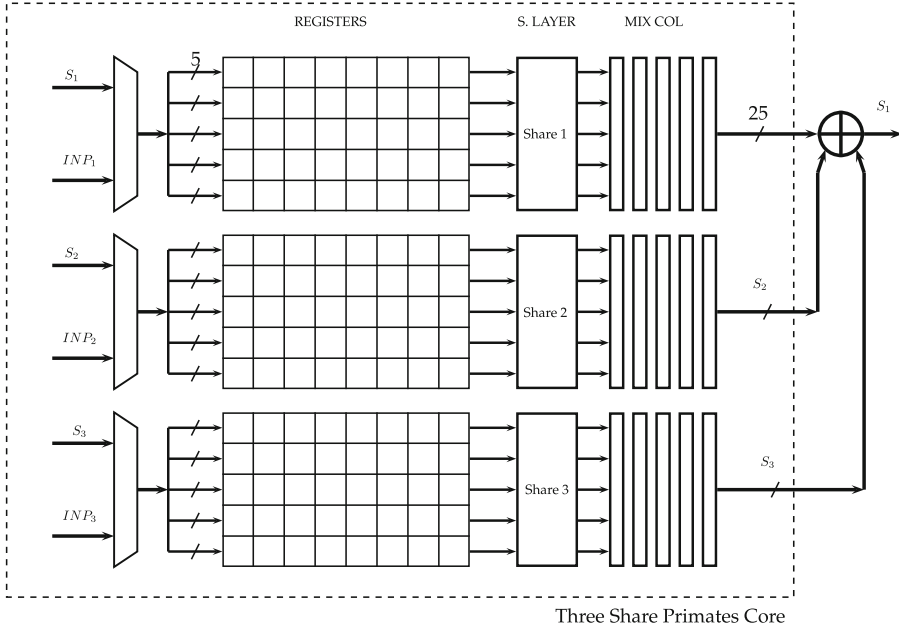 REGISTERS S. LAYER MIX COL
5
S₁
25
S₁
INP₁
Share 1
S₂
S₂
INP₂
Share 2
S₃
S₃
INP₃
Share 3
Three Share Primates Core